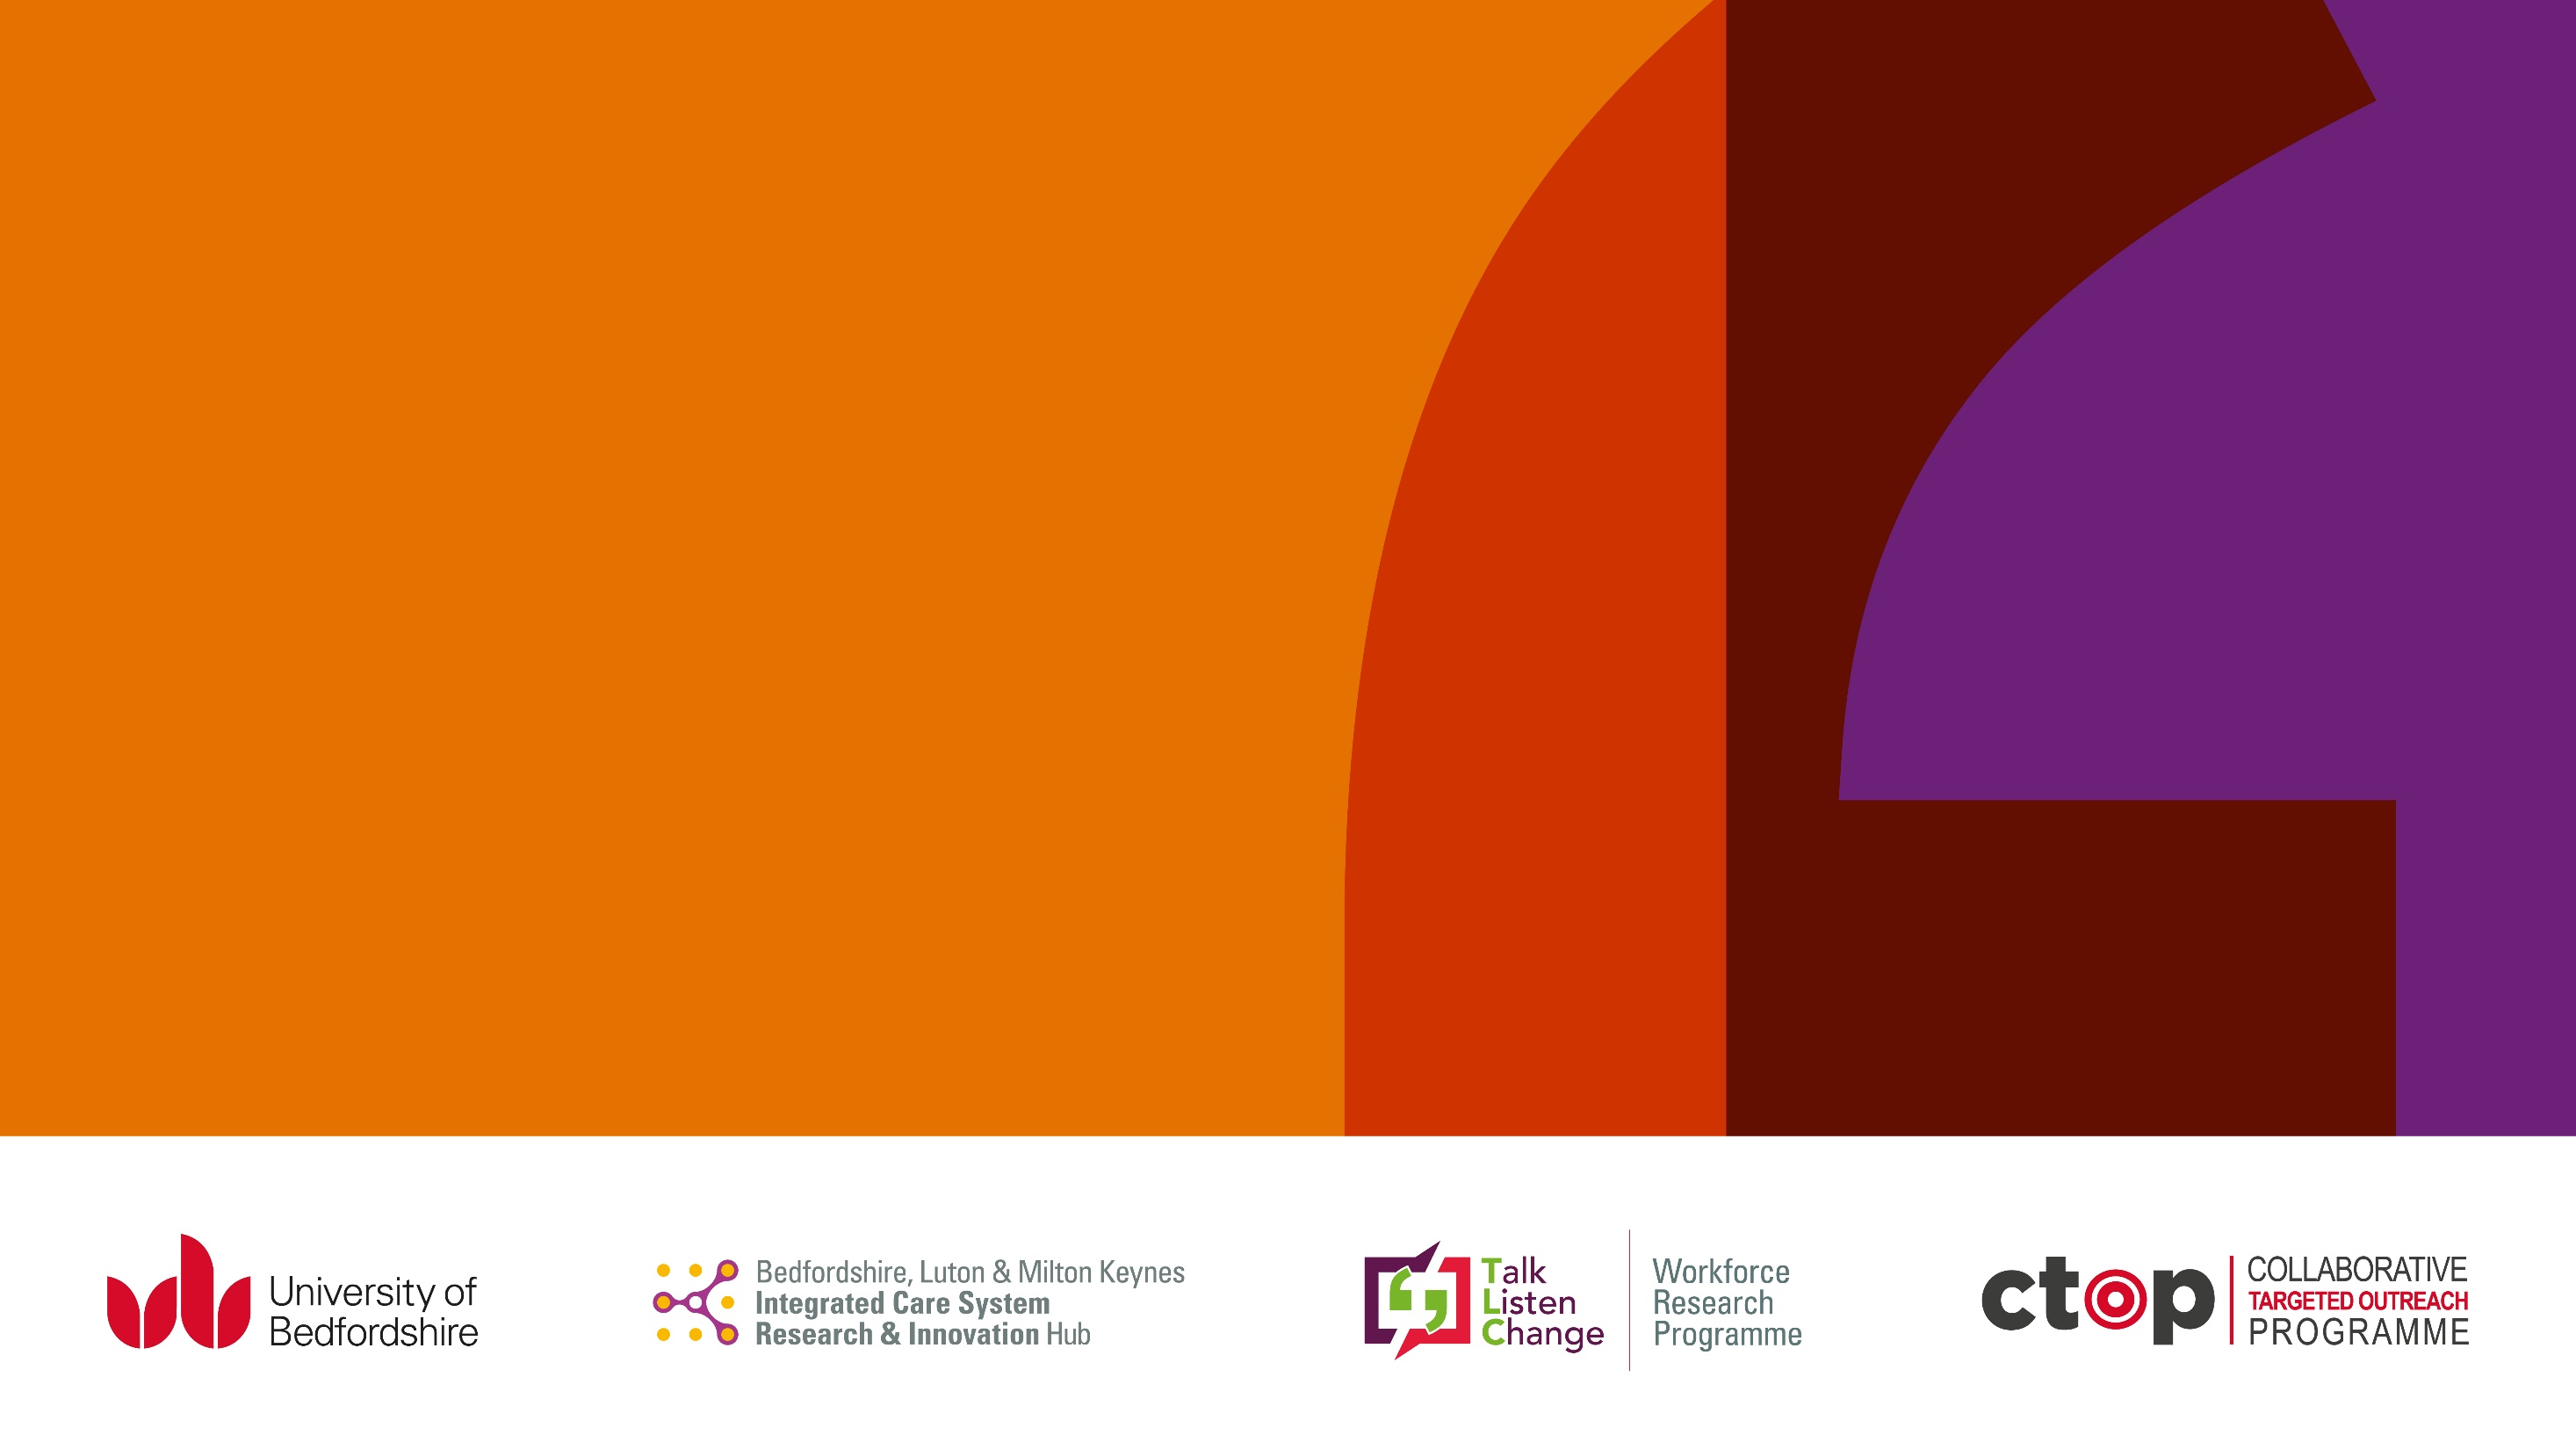 University of
Bedfordshire
Bedfordshire, Luton & Milton Keynes
Integrated Care System
Research & Innovation Hub
Talk
Listen
Change
Workforce
Research
Programme
ctop
COLLABORATIVE
TARGETED OUTREACH
PROGRAMME